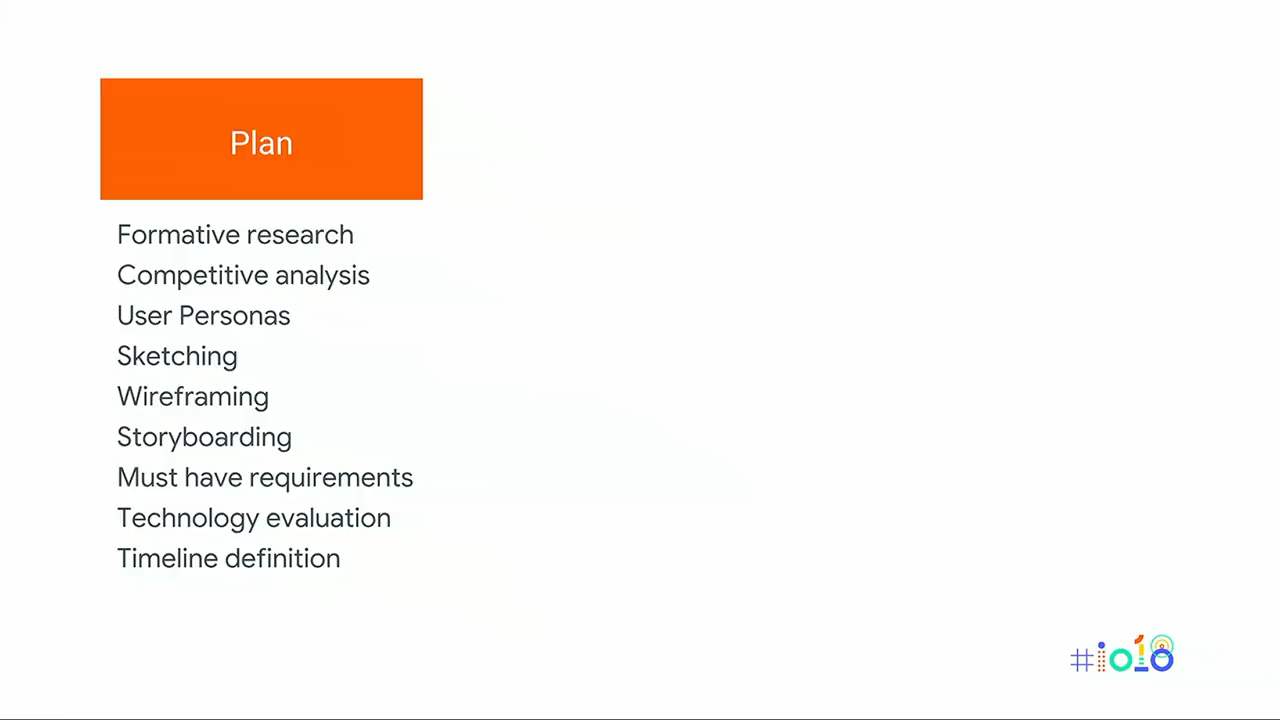 Plan
Formative research
Competitive analysis
User Personas
Sketching
Wireframing
Storyboarding
Must have requirements
Technology evaluation
Timeline definition
#io18